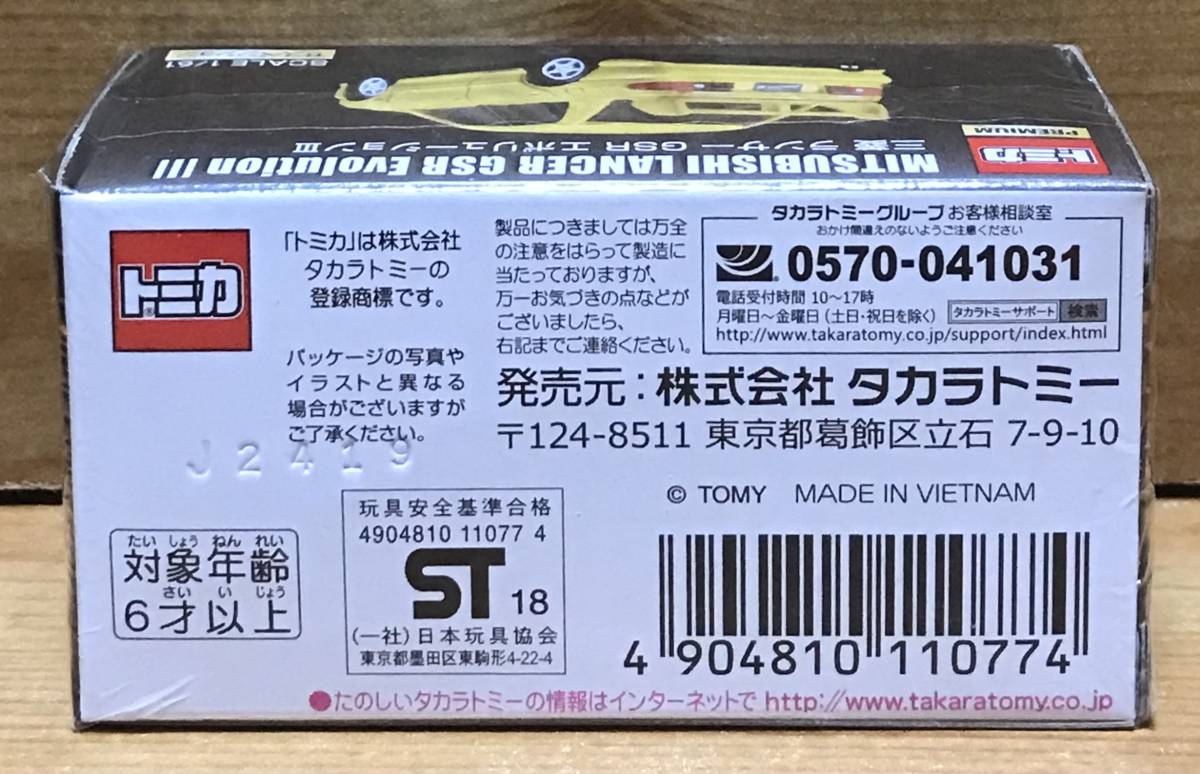 SCALE 1/61
MITSUBISHI LANCER GSR Evolution III
三菱 ランサー GSR エボリューションⅢ
トミカ
PREMIUM
トミカ
®
「トミカ」は株式会社
タカラトミーの
登録商標です。
パッケージの写真や
イラストと異なる
場合がございますが
ご了承ください。
J2419
製品につきましては万全
の注意をはらって製造に
当たっておりますが、
万一お気づきの点などが
ございましたら、
右記までご連絡ください。
タカラトミーグループお客様相談室
おかけ間違えのないようご注意ください
0570-041031
電話受付時間 10〜17時
月曜日〜金曜日(土日・祝日を除く)
タカラトミーサポート 検索
http://www.takaratomy.co.jp/support/index.html
発売元:株式会社 タカラトミー
〒124-8511 東京都葛飾区立石 7-9-10
© TOMY MADE IN VIETNAM
たい しょう ねん れい
対象年齢
さい い じょう
6才以上
玩具安全基準合格
4904810 11077 4
ST 18
(一社)日本玩具協会
東京都墨田区東駒形4-22-4
4 904810 110774
●たのしいタカラトミーの情報はインターネットで http://www.takaratomy.co.jp